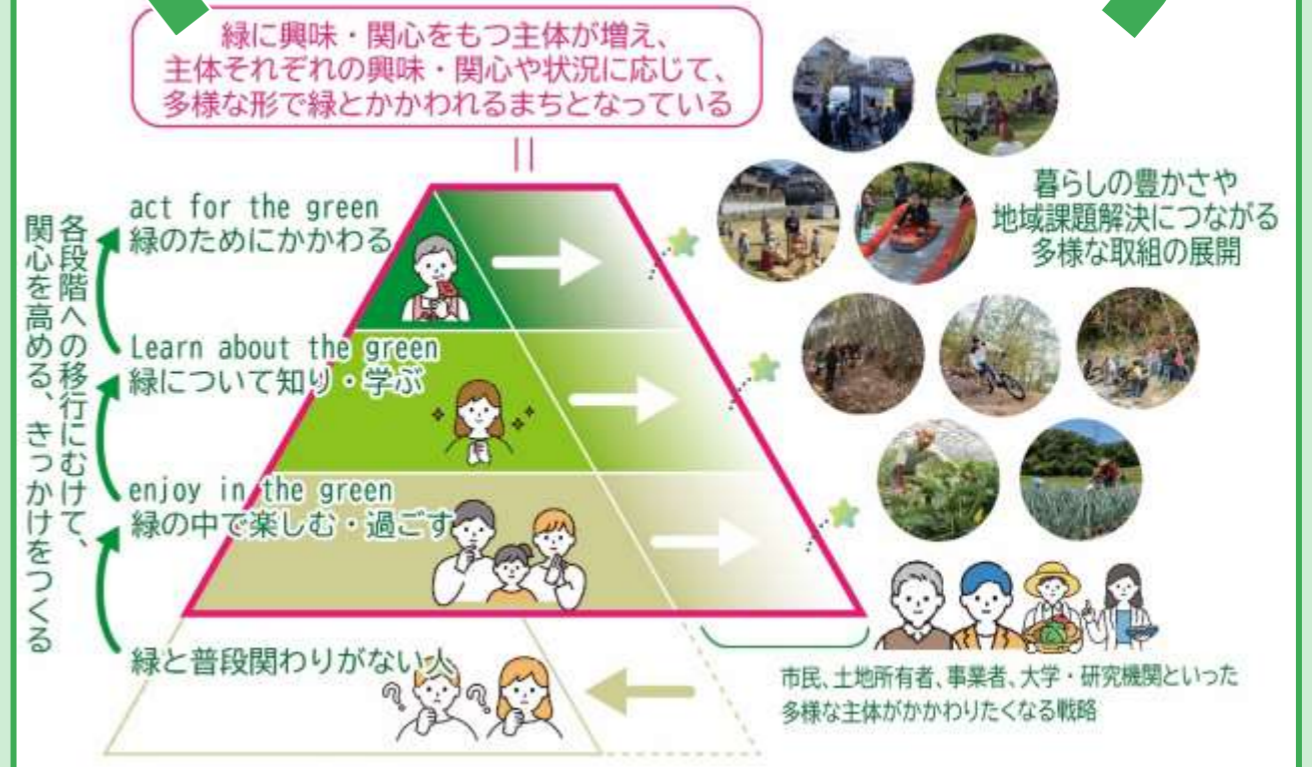 緑に興味・関心をもつ主体が増え、
主体それぞれの興味・関心や状況に応じて、
多様な形で緑とかかわれるまちとなっている
各段階への移行にむけて、
関心を高める、きっかけをつくる
act for the green
緑のためにかかわる
Learn about the green
緑について知り・学ぶ
enjoy in the green
緑の中で楽しむ・過ごす
緑と普段関わりがない人
暮らしの豊かさや
地域課題解決につながる
多様な取組の展開
市民、土地所有者、事業者、大学・研究機関といった
多様な主体がかかわりたくなる戦略